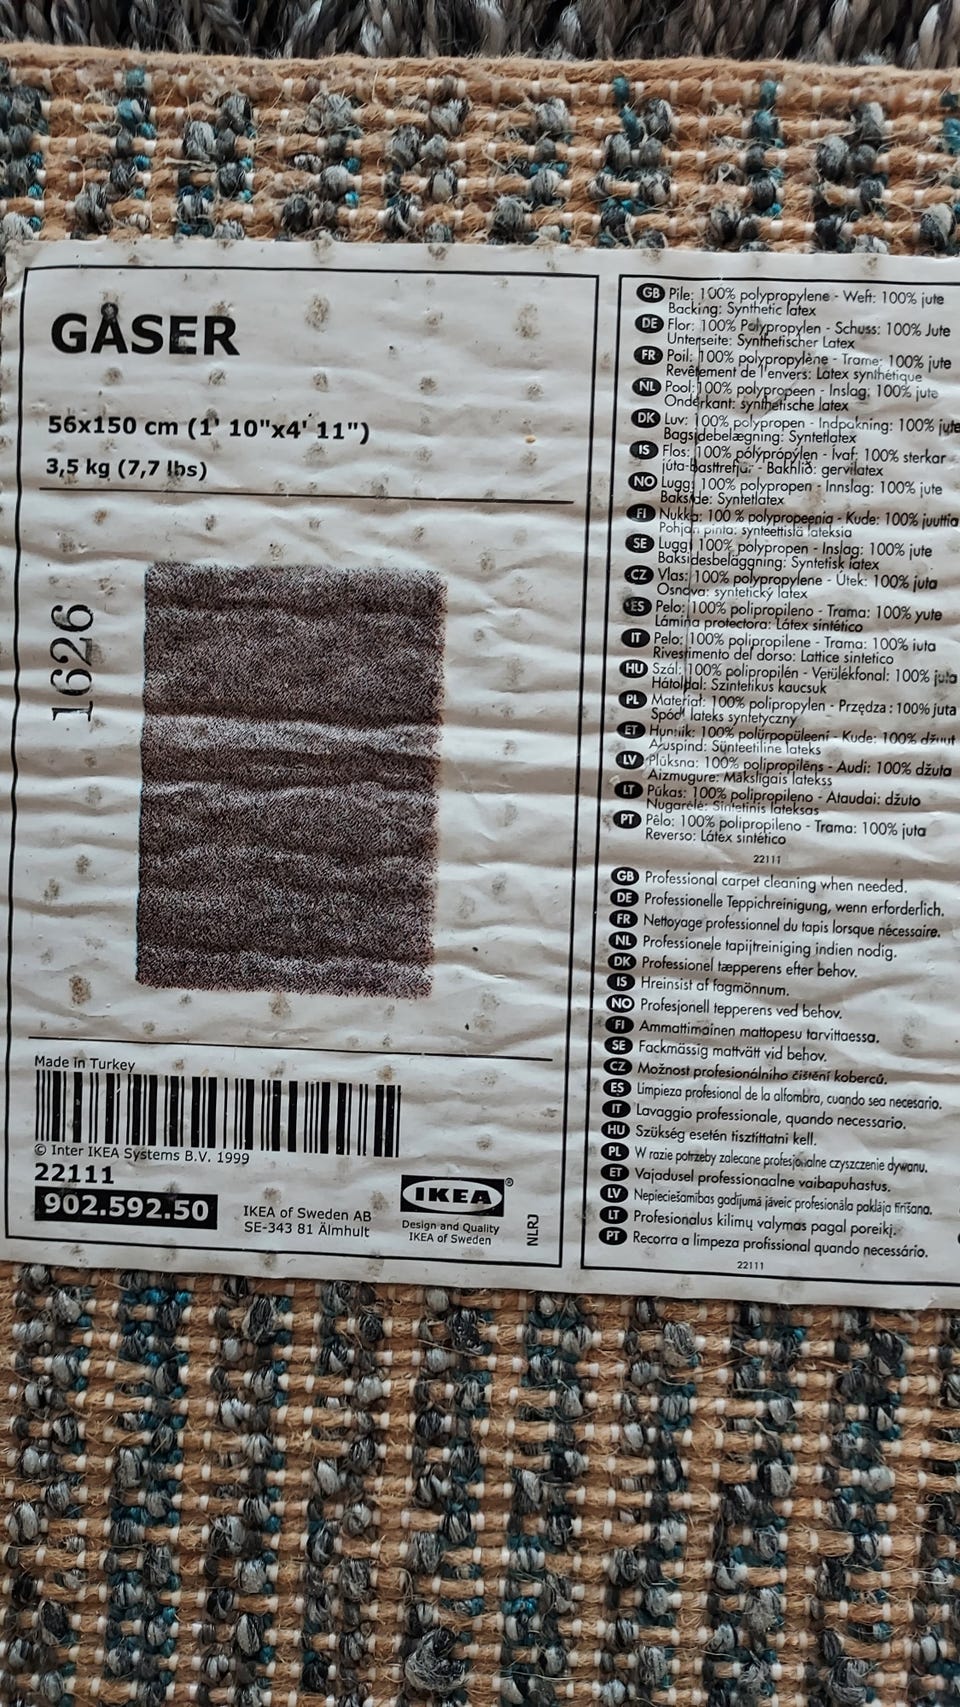 GÅSER
56x150 cm (1' 10"x4' 11")
3,5 kg (7,7 lbs)
1626
Made in Turkey
© Inter IKEA Systems B.V. 1999
22111
902.592.50
IKEA of Sweden AB
SE-343 81 Älmhult
IKEA®
Design and Quality
IKEA of Sweden
NLRJ
GB Pile: 100% polypropylene - Weft: 100% jute
Backing: Synthetic latex
DE Flor: 100% Polypropylen - Schuss: 100% Jute
Unterseite: Synthetischer Latex
FR Poil: 100% polypropylène - Trame: 100% jute
Revêtement de l'envers: Latex synthétique
NL Pool: 100% polypropeen - Inslag: 100% jute
Onderkant: synthetische latex
DK Luv: 100% polypropen - Indpakning: 100% jute
Bagsidebelægning: Syntetlatex
IS Flos: 100% pólýprópýlen - Ívaf: 100% sterkar
júta-basttrefjur - Bakhlið: gervilatex
NO Lugg: 100% polypropen - Innslag: 100% jute
Bakside: Syntetlatex
FI Nukka: 100 % polypropeenia - Kude: 100% juuttia
Pohjan pinta: synteettistä lateksia
SE Lugg: 100% polypropen - Inslag: 100% jute
Baksidesbeläggning: Syntetisk latex
CZ Vlas: 100% polypropylene - Útek: 100% juta
Osnova: syntetický latex
ES Pelo: 100% polipropileno - Trama: 100% yute
Lámina protectora: Látex sintético
IT Pelo: 100% polipropilene - Trama: 100% iuta
Rivestimento del dorso: Lattice sintetico
HU Szál: 100% polipropilén - Vetülékfonal: 100% juta
Hátoldal: Szintetikus kaucsuk
PL Materiał: 100% polipropylen - Przędza : 100% juta
Spód: lateks syntetyczny
ET Hunnik: 100% polürpopüleeni - Kude: 100% džuut
Auspind: Sünteetiline lateks
LV Plūksna: 100% polipropilēns - Audi: 100% džuta
Aizmugure: Mākslīgais latekss
LT Pūkas: 100% polipropileno - Ataudai: džuto
Nugarėlė: Sintetinis lateksas
PT Pêlo: 100% polipropileno - Trama: 100% juta
Reverso: Látex sintético
22111
GB Professional carpet cleaning when needed.
DE Professionelle Teppichreinigung, wenn erforderlich.
FR Nettoyage professionnel du tapis lorsque nécessaire.
NL Professionele tapijtreiniging indien nodig.
DK Professionel tæpperens efter behov.
IS Hreinsist af fagmönnum.
NO Profesjonell tepperens ved behov.
FI Ammattimainen mattopesu tarvittaessa.
SE Fackmässig mattvätt vid behov.
CZ Možnost profesionálního čištění koberců.
ES Limpieza profesional de la alfombra, cuando sea necesario.
IT Lavaggio professionale, quando necessario.
HU Szükség esetén tisztíttatni kell.
PL W razie potrzeby zalecane profesjonalne czyszczenie dywanu.
ET Vajadusel professionaalne vaibapuhastus.
LV Nepieciešamības gadījumā jāveic profesionāla paklāja tīrīšana.
LT Profesionalus kilimų valymas pagal poreikį.
PT Recorra a limpeza profissional quando necessário.
22111